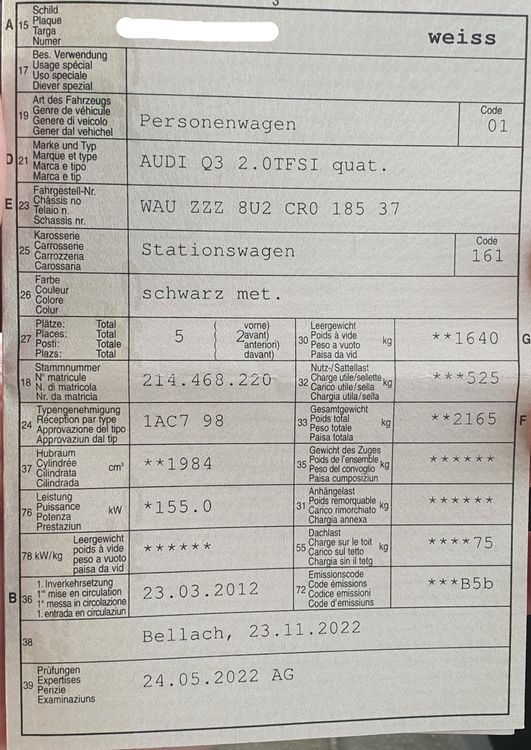 A 15 Schild
Plaque
Targa
Numer
weiss
17 Bes. Verwendung
Usage spécial
Uso speciale
Diever spezial
19 Art des Fahrzeugs
Genre de véhicule
Genere di veicolo
Gener dal vehichel
Personenwagen
Code
01
D 21 Marke und Typ
Marque et type
Marca e tipo
Marca e tip
AUDI Q3 2.0TFSI quat.
E 23 Fahrgestell-Nr.
Châssis no
Telaio n.
Schassis nr.
WAU ZZZ 8U2 CR0 185 37
25 Karosserie
Carrosserie
Carrozzeria
Carossaria
Stationswagen
Code
161
26 Farbe
Couleur
Colore
Colur
schwarz met.
27 Plätze: Total
Places: Total
Posti: Totale
Plazs: Total
5 ( 2 vorne)
avant)
anteriori)
davant)
30 Leergewicht
Poids à vide
Peso a vuoto
Paisa da vid
kg
**1640
G
18 Stammnummer
N° matricule
N. di matricola
Nr. da matricla
214.468.220
32 Nutz-/Sattellast
Charge utile/sellette
Carico utile/sella
Chargia utila/sella
kg
***525
24 Typengenehmigung
Réception par type
Approvazione del tipo
Approvaziun dal tip
1AC7 98
33 Gesamtgewicht
Poids total
Peso totale
Paisa totala
kg
**2165
F
37 Hubraum
Cylindrée
Cilindrata
Cilindrada
cm³
**1984
35 Gewicht des Zuges
Poids de l'ensemble
Peso del convoglio
Paisa cumposiziun
kg
******
76 Leistung
Puissance
Potenza
Prestaziun
kW
*155.0
31 Anhängelast
Poids remorquable
Carico rimorchiato
Chargia annexa
kg
******
78 kW/kg Leergewicht
poids à vide
peso a vuoto
paisa da vid
******
55 Dachlast
Charge sur le toit
Carico sul tetto
Chargia sin il tetg
kg
****75
B 36 1. Inverkehrsetzung
1re mise en circulation
1a messa in circolazione
1. entrada en circulaziun
23.03.2012
72 Emissionscode
Code émissions
Codice emissioni
Code d'emissiuns
***B5b
38
Bellach, 23.11.2022
39 Prüfungen
Expertises
Perizie
Examinaziuns
24.05.2022 AG